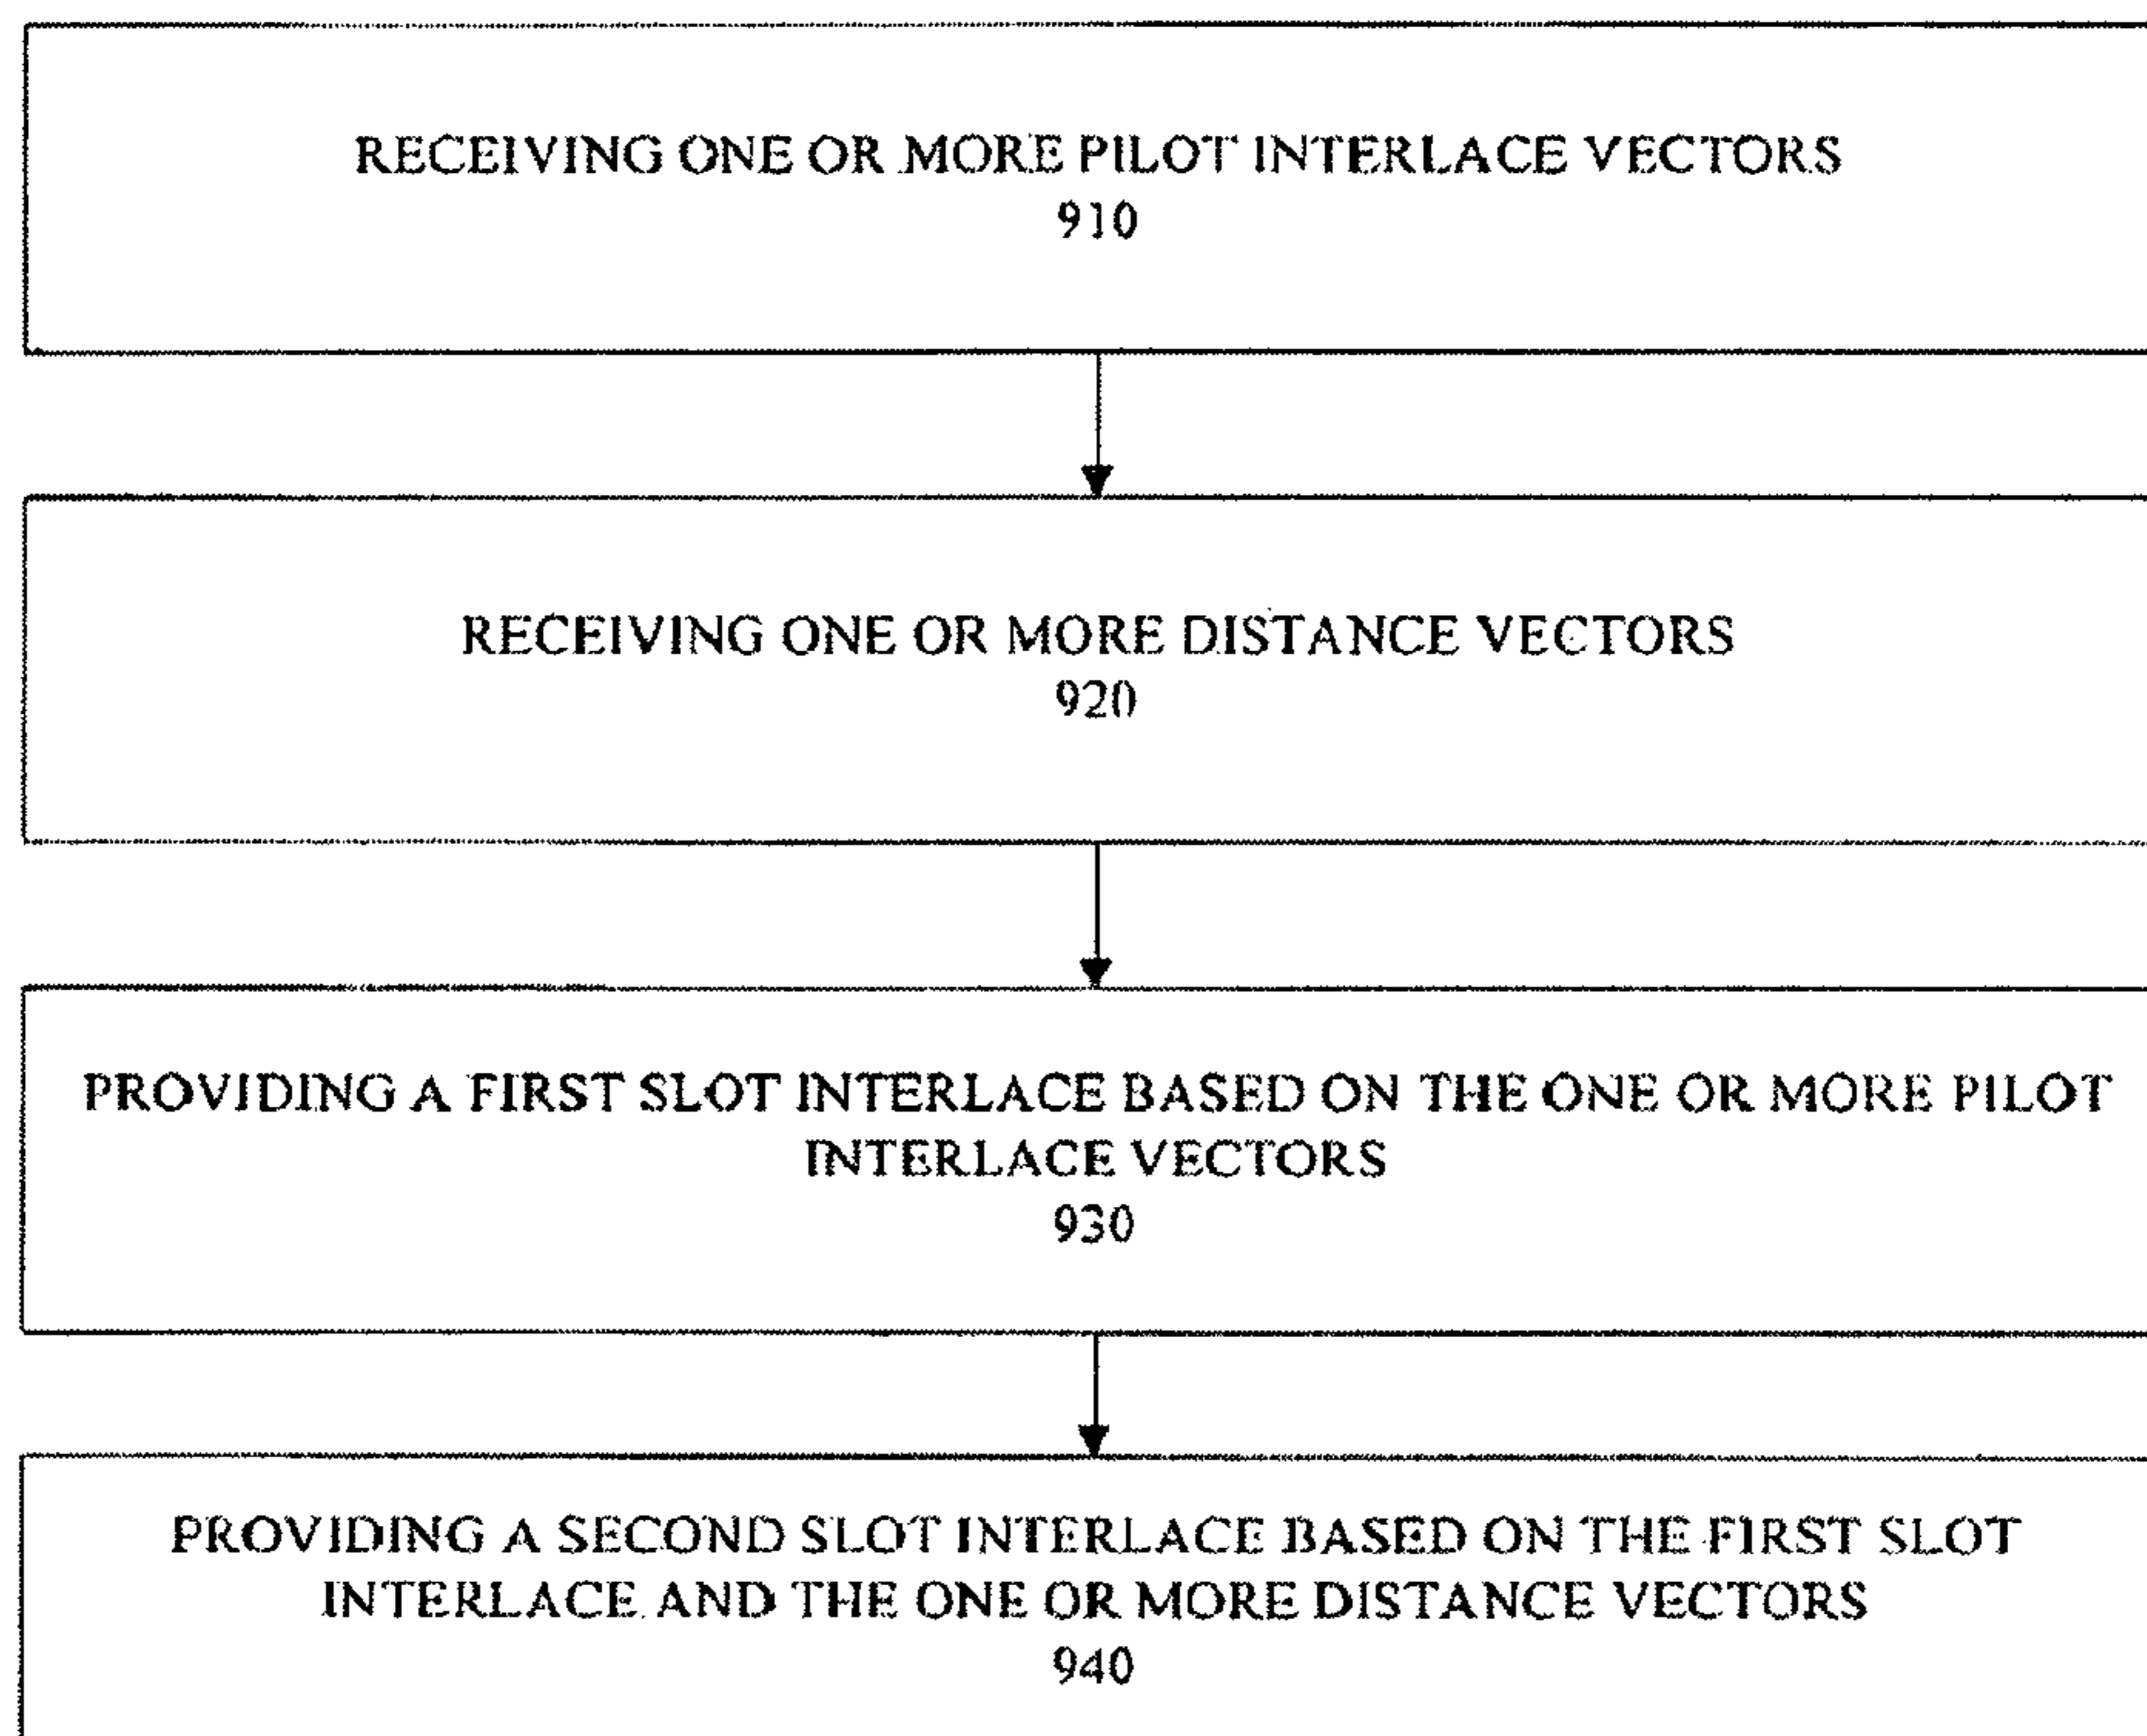 RECEIVING ONE OR MORE PILOT INTERLACE VECTORS
910
RECEIVING ONE OR MORE DISTANCE VECTORS
920
PROVIDING A FIRST SLOT INTERLACE BASED ON THE ONE OR MORE PILOT
INTERLACE VECTORS
930
PROVIDING A SECOND SLOT INTERLACE BASED ON THE FIRST SLOT
INTERLACE AND THE ONE OR MORE DISTANCE VECTORS
940